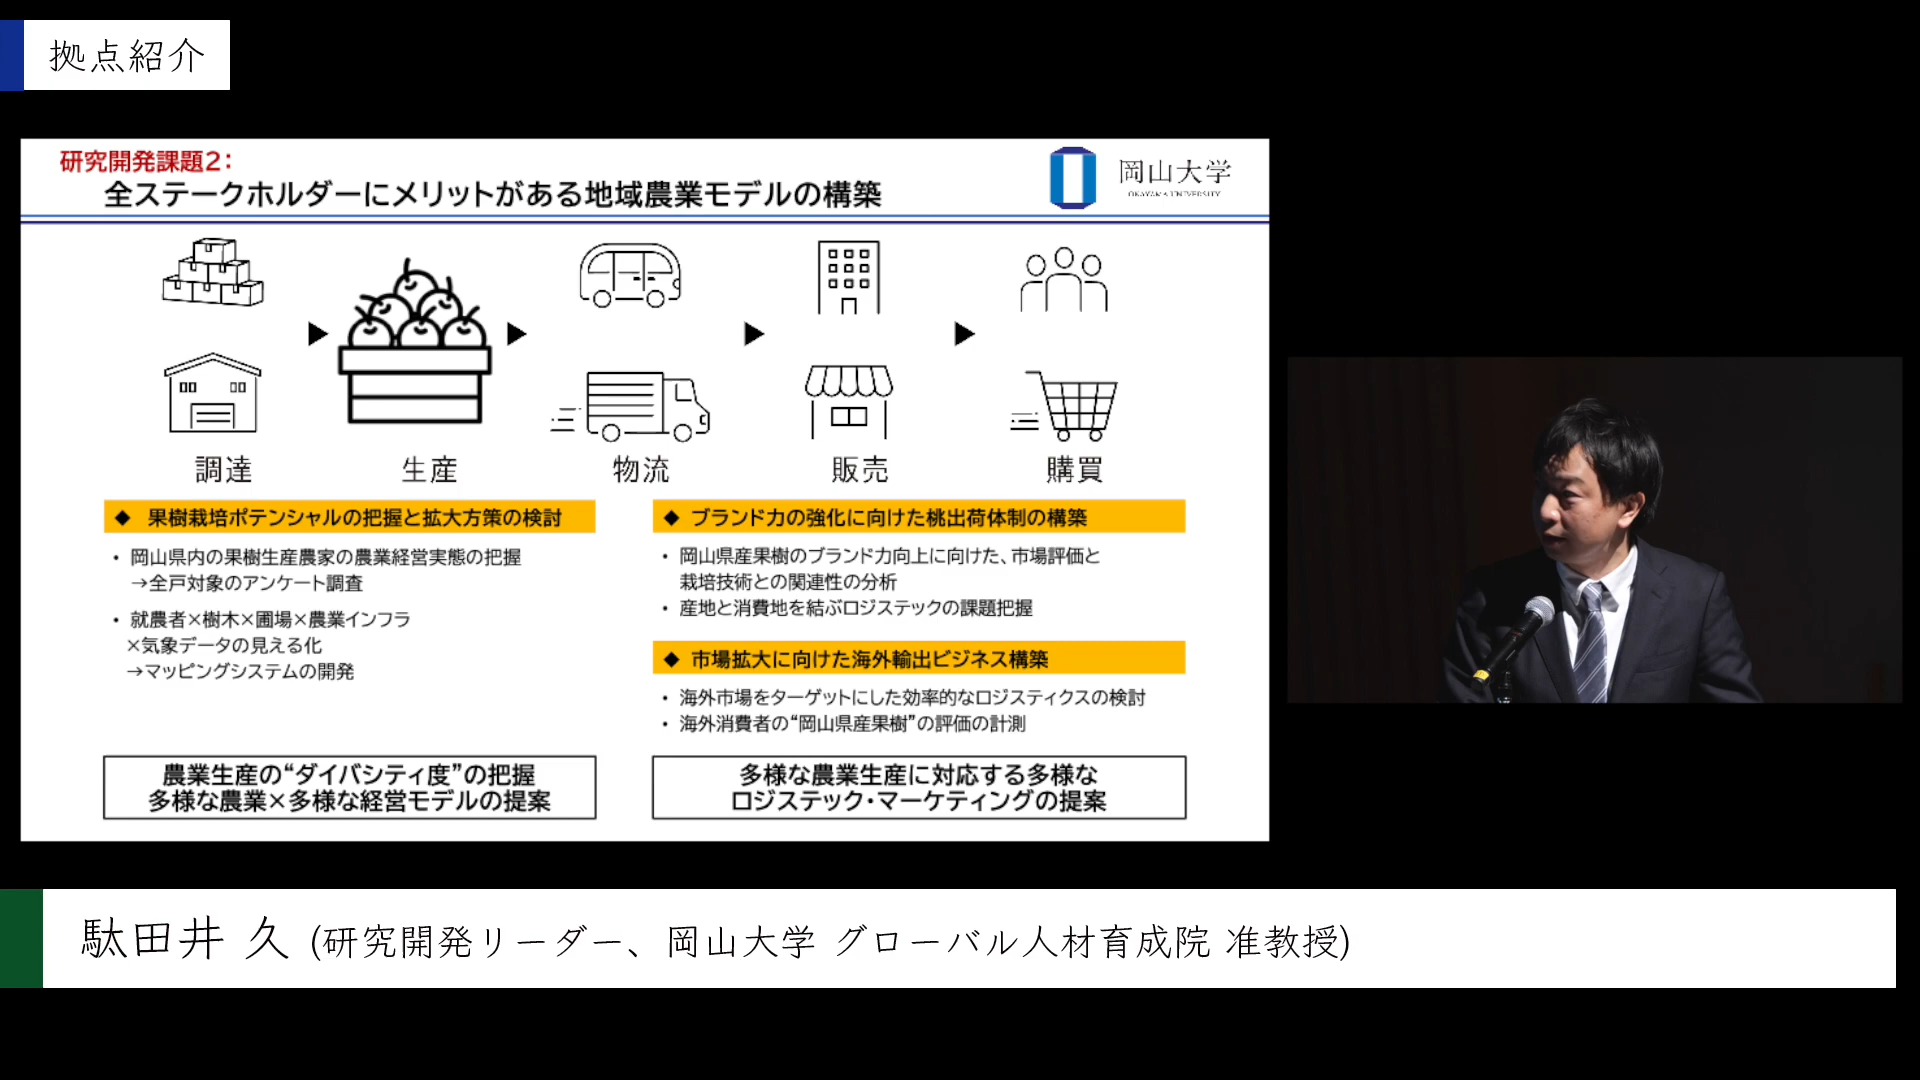 拠点紹介
研究開発課題2：
全ステークホルダーにメリットがある地域農業モデルの構築
岡山大学
OKAYAMA UNIVERSITY
調達
生産
物流
販売
購買
◆ 果樹栽培ポテンシャルの把握と拡大方策の検討
・ 岡山県内の果樹生産農家の農業経営実態の把握
→全戸対象のアンケート調査
・ 就農者×樹木×圃場×農業インフラ
×気象データの見える化
→マッピングシステムの開発
農業生産の“ダイバシティ度”の把握
多様な農業×多様な経営モデルの提案
◆ ブランド力の強化に向けた桃出荷体制の構築
・ 岡山県産果樹のブランド力向上に向けた、市場評価と
栽培技術との関連性の分析
・ 産地と消費地を結ぶロジステックの課題把握
◆ 市場拡大に向けた海外輸出ビジネス構築
・ 海外市場をターゲットにした効率的なロジスティクスの検討
・ 海外消費者の“岡山県産果樹”の評価の計測
多様な農業生産に対応する多様な
ロジステック・マーケティングの提案
駄田井 久 (研究開発リーダー、岡山大学 グローバル人材育成院 准教授)